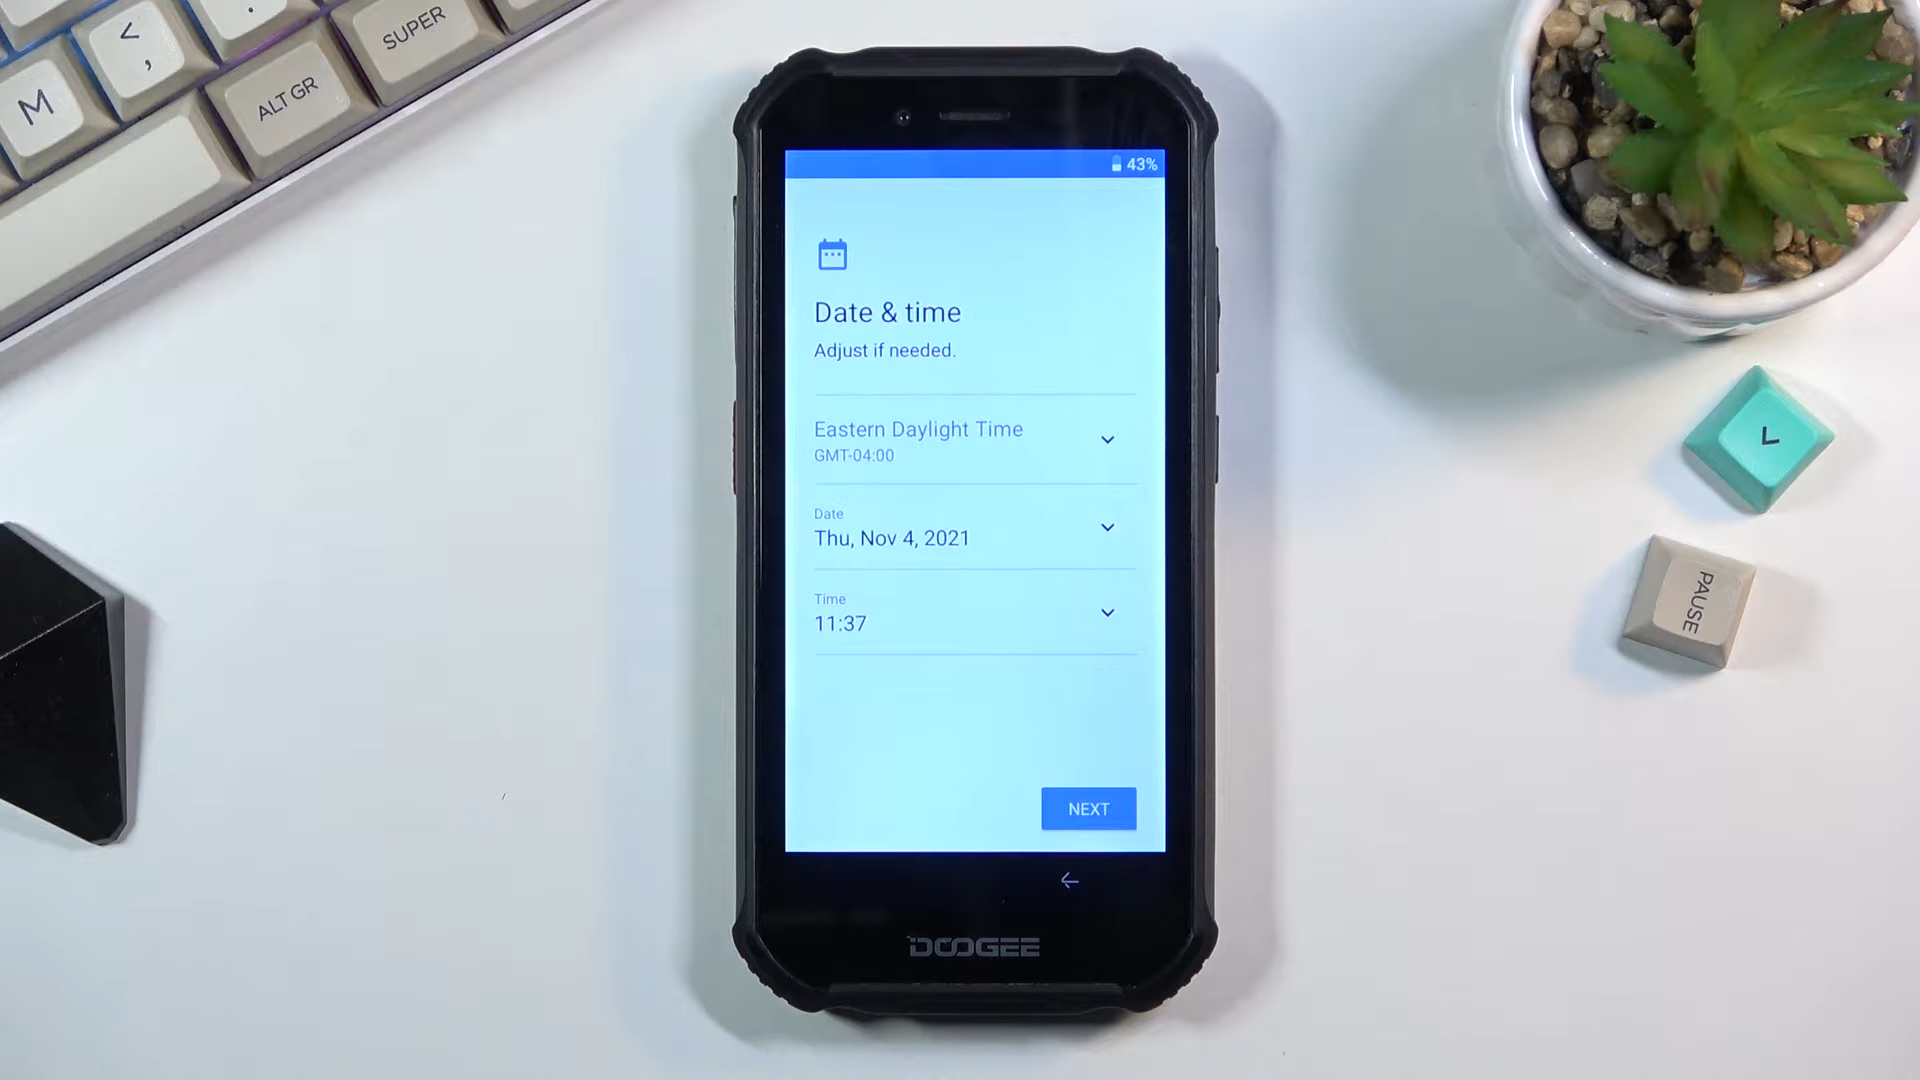 SUPER
<
,
M
ALT GR
43%
Date & time
Adjust if needed.
Eastern Daylight Time
GMT-04:00
Date
Thu, Nov 4, 2021
Time
11:37
NEXT
DOOGEE
PAUSE